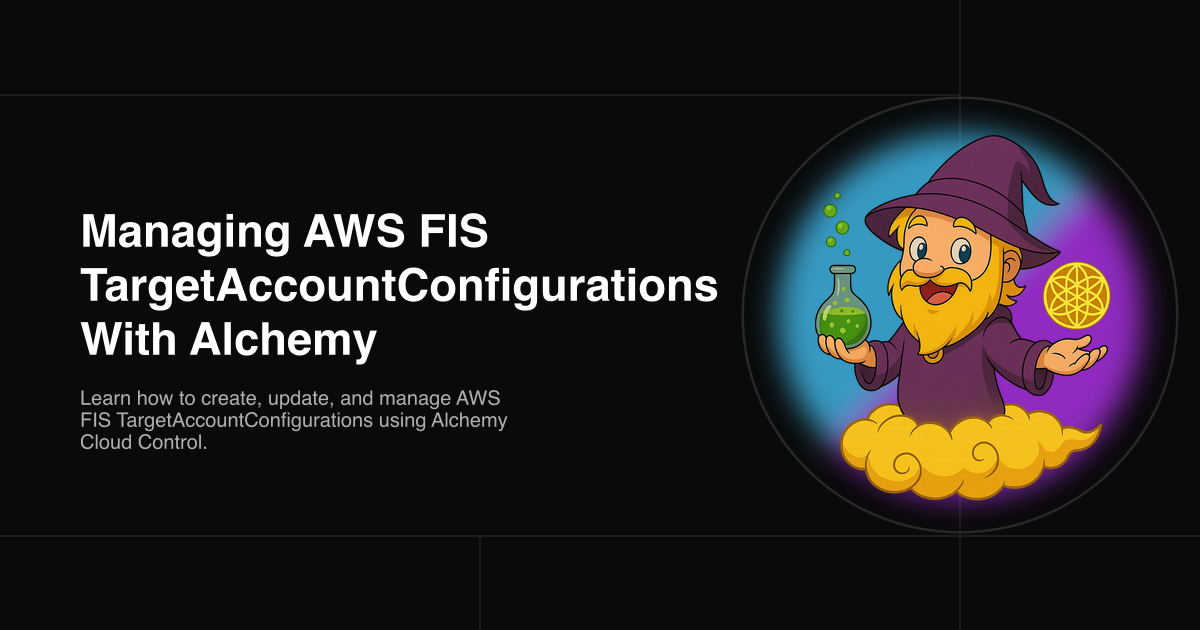 Managing AWS FIS
TargetAccountConfigurations
With Alchemy
Learn how to create, update, and manage AWS
FIS TargetAccountConfigurations using Alchemy
Cloud Control.